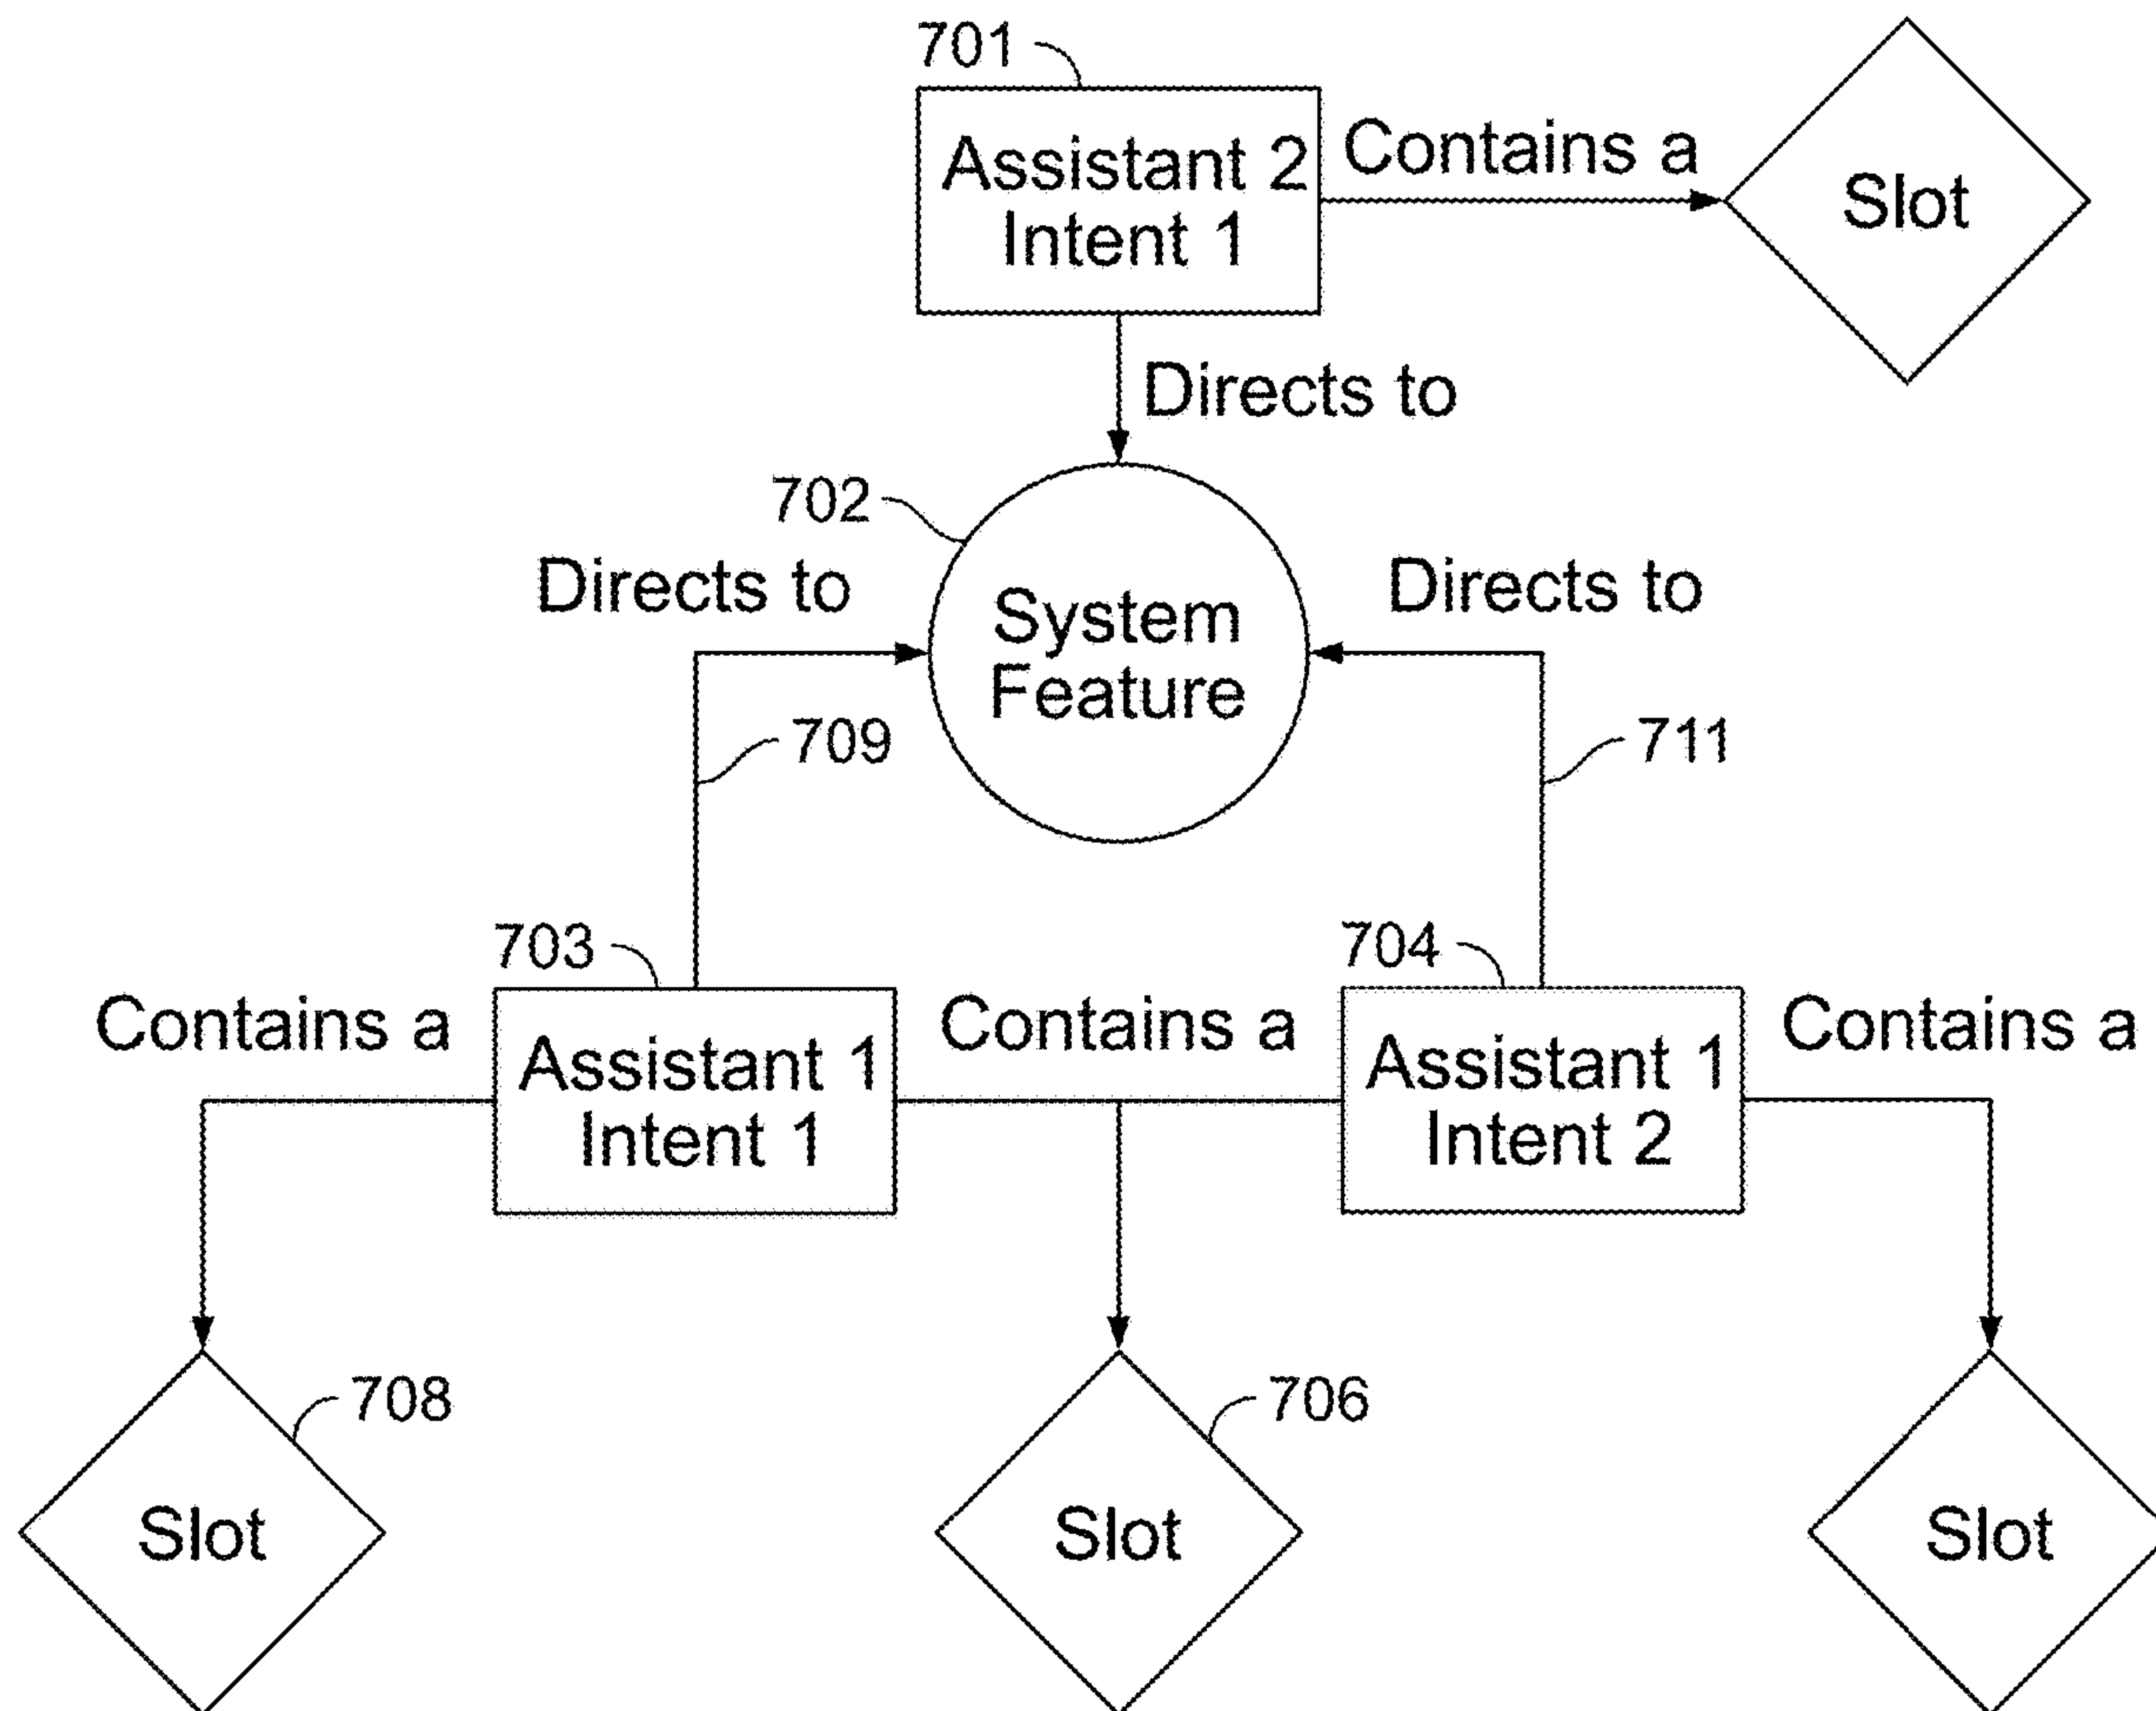 701
Assistant 2
Intent 1
Contains a
Slot
Directs to
702
Directs to
System
Feature
Directs to
709
711
703
704
Contains a
Assistant 1
Intent 1
Contains a
Assistant 1
Intent 2
Contains a
708
706
Slot
Slot
Slot